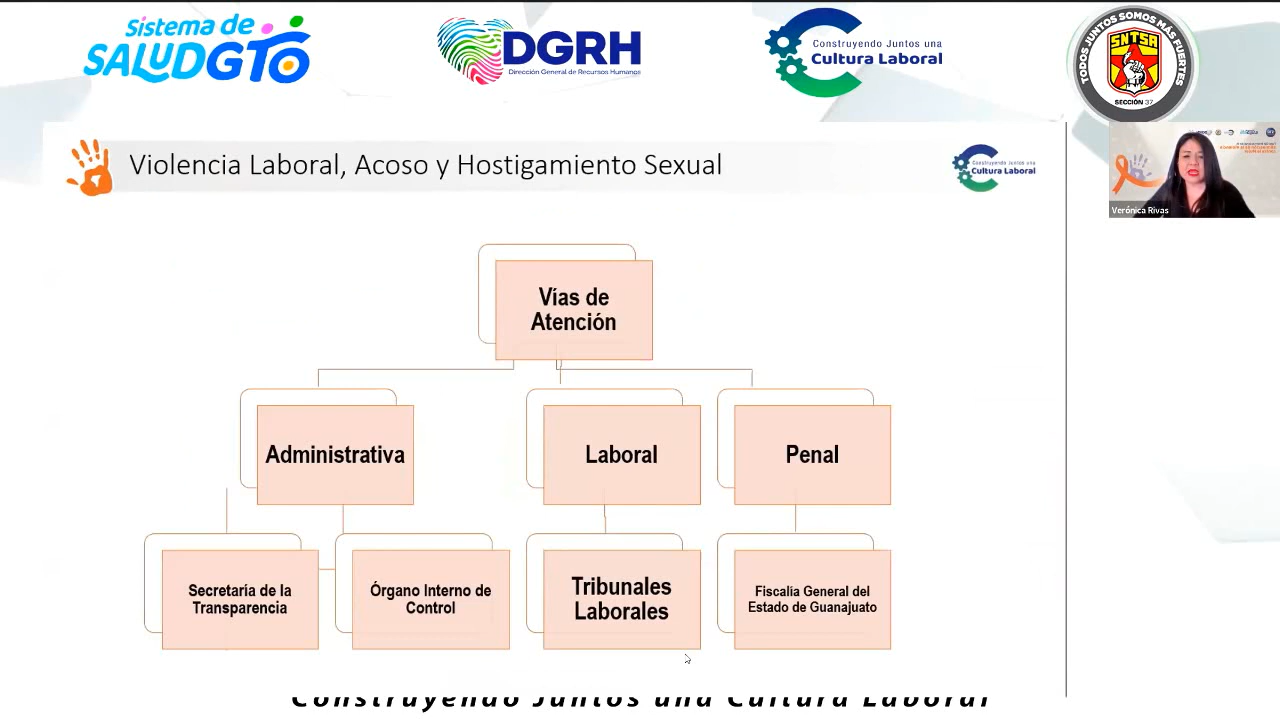 Sistema de
SALUDGTO
DGRH
Dirección General de Recursos Humanos
Construyendo Juntos una
Cultura Laboral
TODOS JUNTOS SOMOS MÁS FUERTES
SNTSA
SECCIÓN 37
Violencia Laboral, Acoso y Hostigamiento Sexual
Construyendo Juntos una
Cultura Laboral
Verónica Rivas
Vías de
Atención
Administrativa
Laboral
Penal
Secretaría de la
Transparencia
Órgano Interno de
Control
Tribunales
Laborales
Fiscalía General del
Estado de Guanajuato
Construyendo Juntos una Cultura Laboral